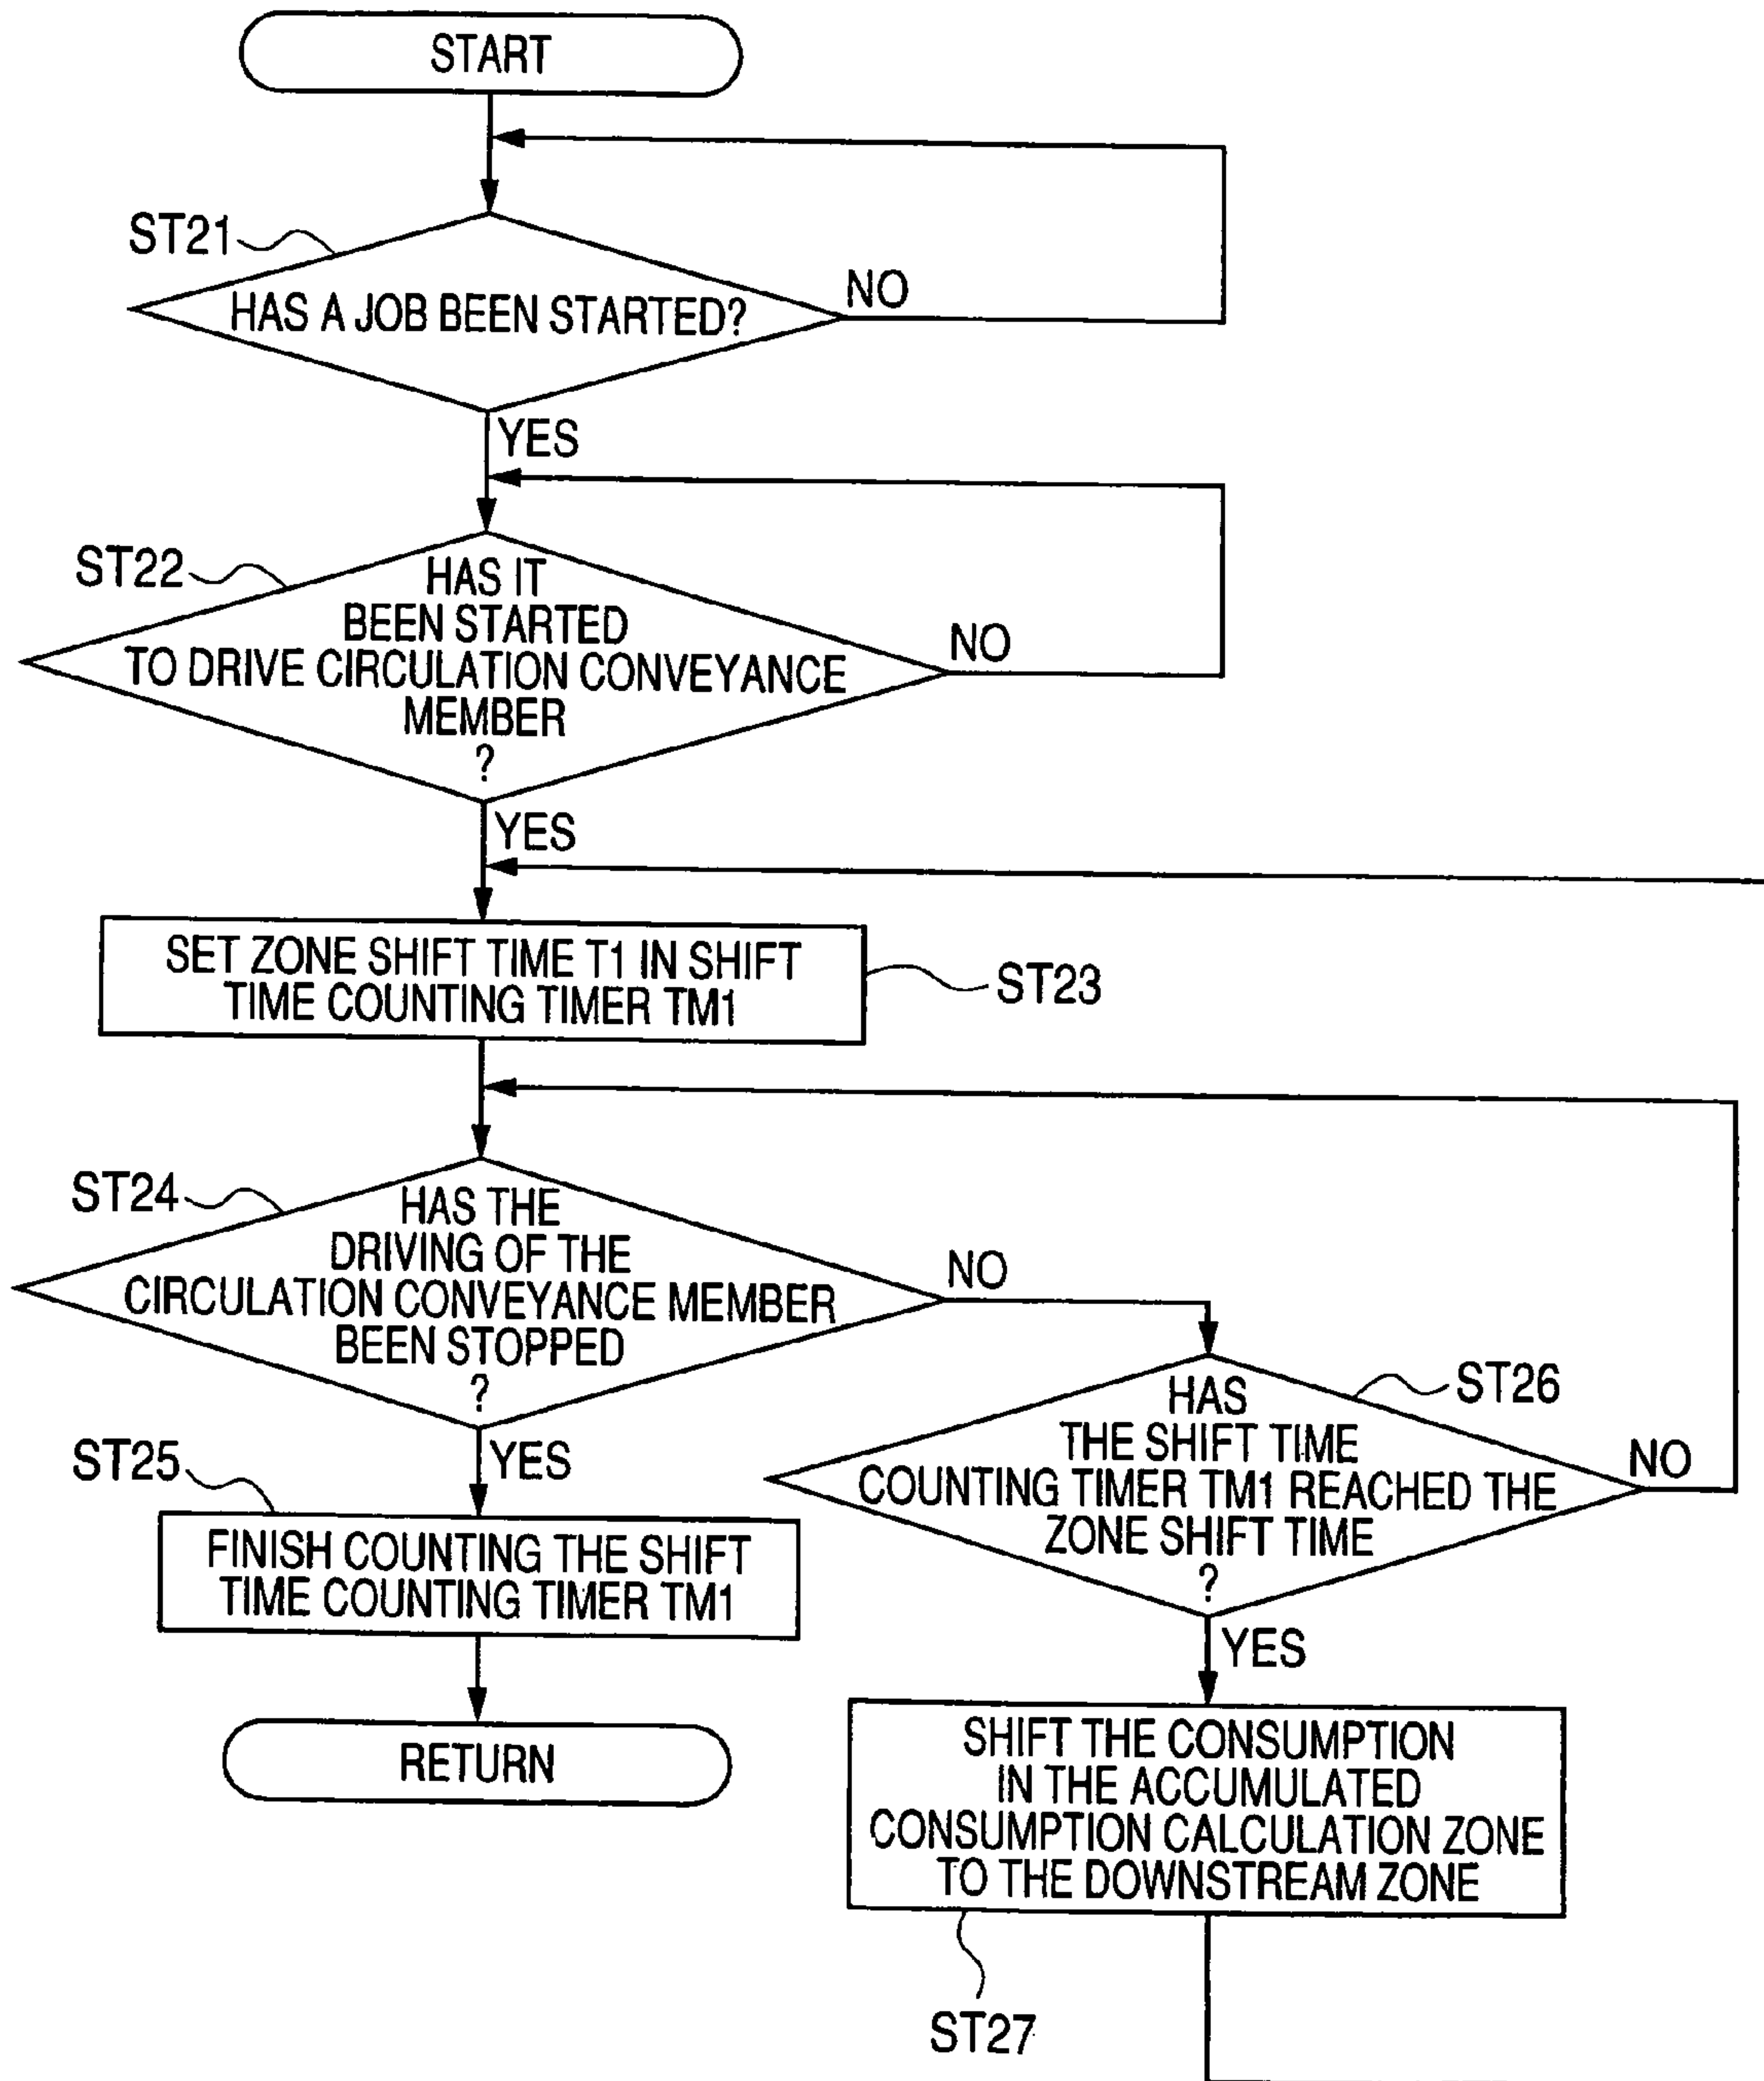 START
ST21
HAS A JOB BEEN STARTED?
NO
YES
ST22
HAS IT
BEEN STARTED
TO DRIVE CIRCULATION CONVEYANCE
MEMBER
?
NO
YES
SET ZONE SHIFT TIME T1 IN SHIFT
TIME COUNTING TIMER TM1
ST23
ST24
HAS THE
DRIVING OF THE
CIRCULATION CONVEYANCE MEMBER
BEEN STOPPED
?
NO
YES
ST25
FINISH COUNTING THE SHIFT
TIME COUNTING TIMER TM1
RETURN
ST26
HAS
THE SHIFT TIME
COUNTING TIMER TM1 REACHED THE
ZONE SHIFT TIME
?
NO
YES
SHIFT THE CONSUMPTION
IN THE ACCUMULATED
CONSUMPTION CALCULATION ZONE
TO THE DOWNSTREAM ZONE
ST27